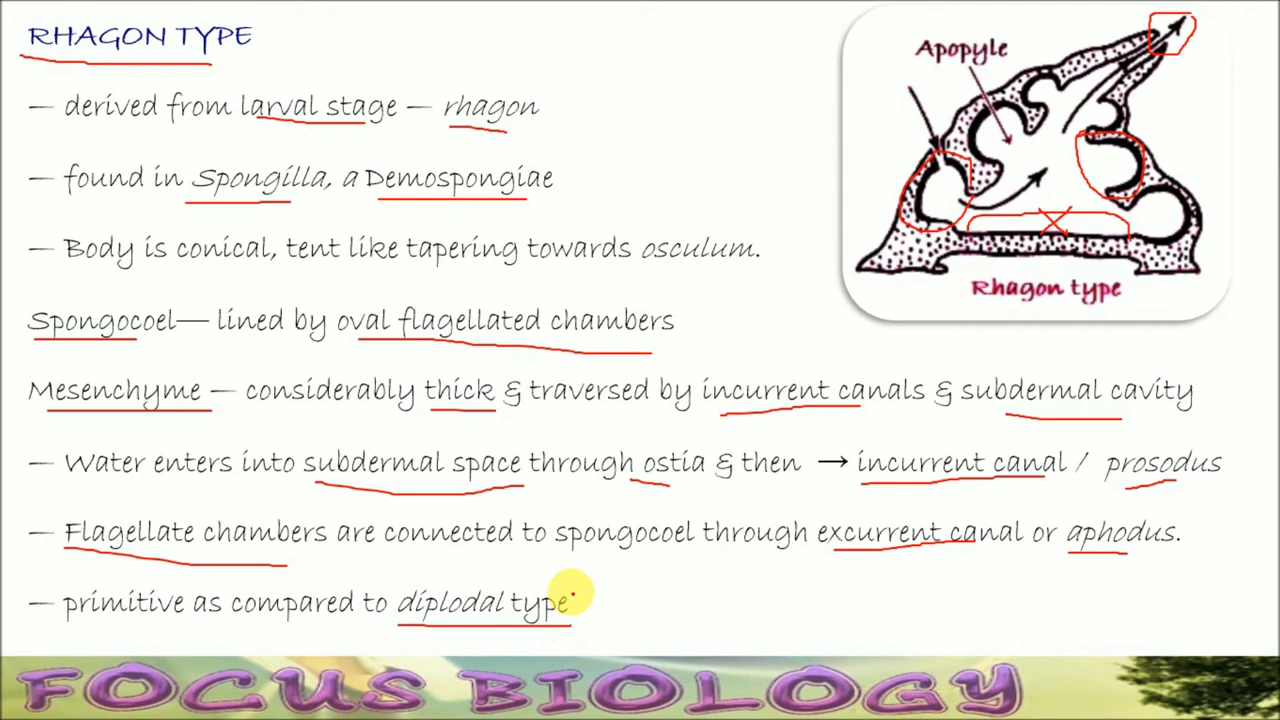 RHAGON TYPE
— derived from larval stage — rhagon
— found in Spongilla, a Demospongiae
— Body is conical, tent like tapering towards osculum.
Spongocoel— lined by oval flagellated chambers
Mesenchyme — considerably thick & traversed by incurrent canals & subdermal cavity
— Water enters into subdermal space through ostia & then → incurrent canal / prosodus
— Flagellate chambers are connected to spongocoel through excurrent canal or aphodus.
— primitive as compared to diplodal type
Apopyle
Rhagon type
FOCUS BIOLOGY